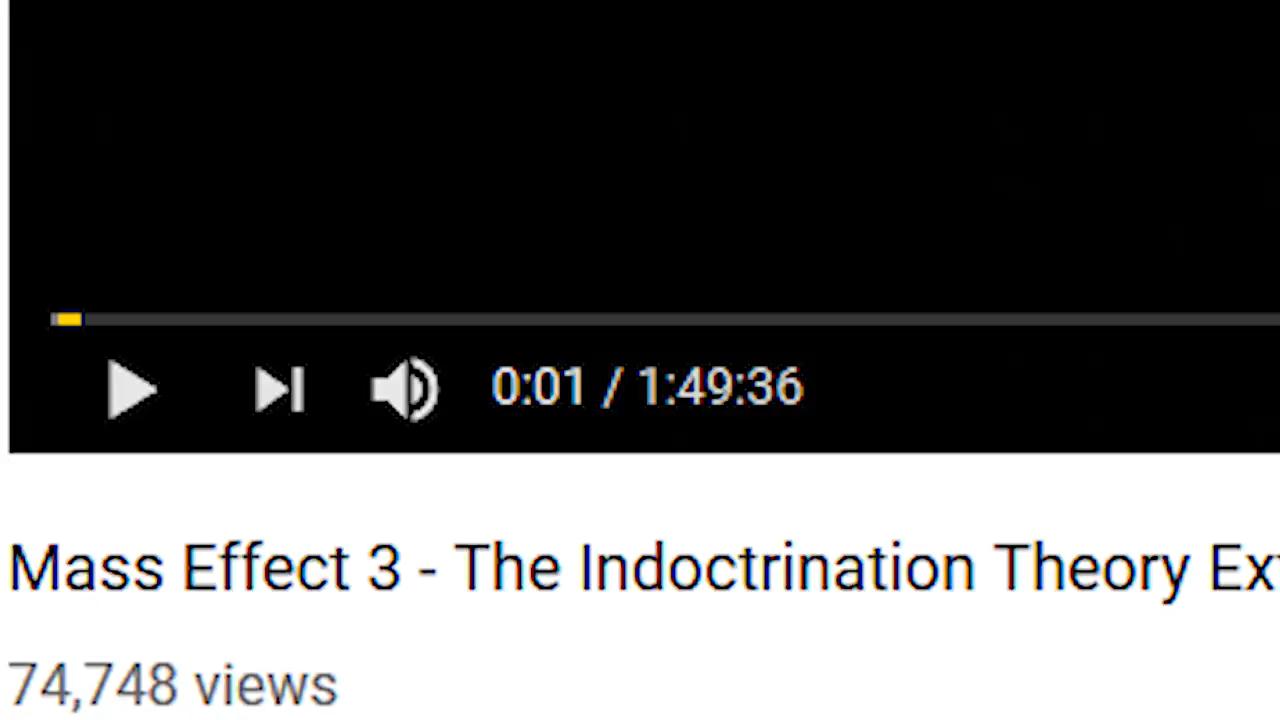 0:01 / 1:49:36
Mass Effect 3 - The Indoctrination Theory
74,748 views